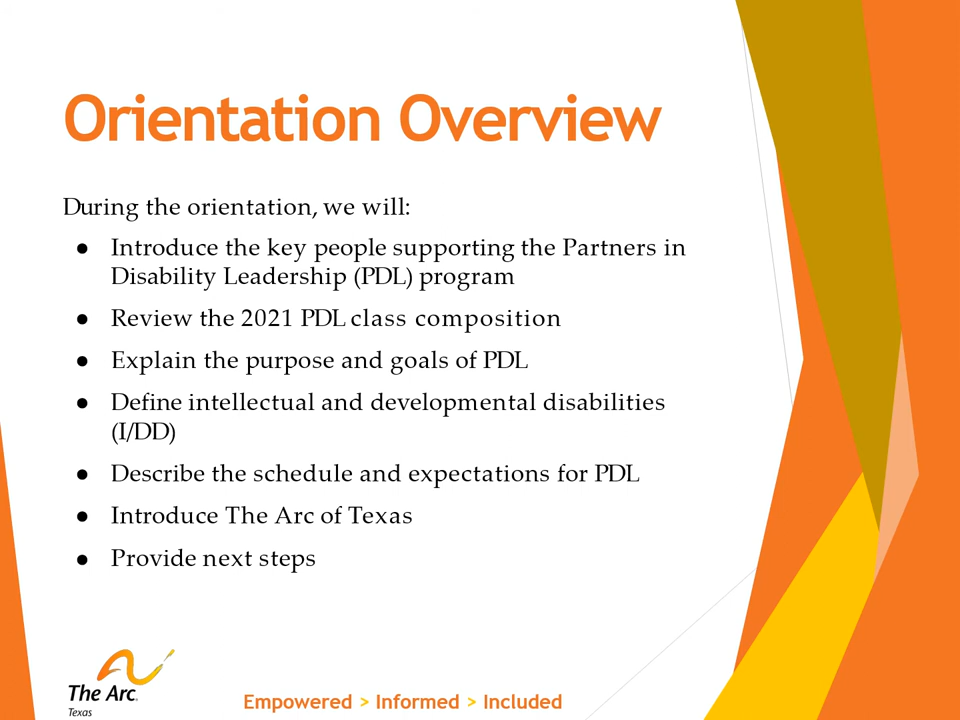 Orientation Overview
During the orientation, we will:
● Introduce the key people supporting the Partners in
Disability Leadership (PDL) program
● Review the 2021 PDL class composition
● Explain the purpose and goals of PDL
● Define intellectual and developmental disabilities
(I/DD)
● Describe the schedule and expectations for PDL
● Introduce The Arc of Texas
● Provide next steps
The Arc.
Texas
Empowered > Informed > Included